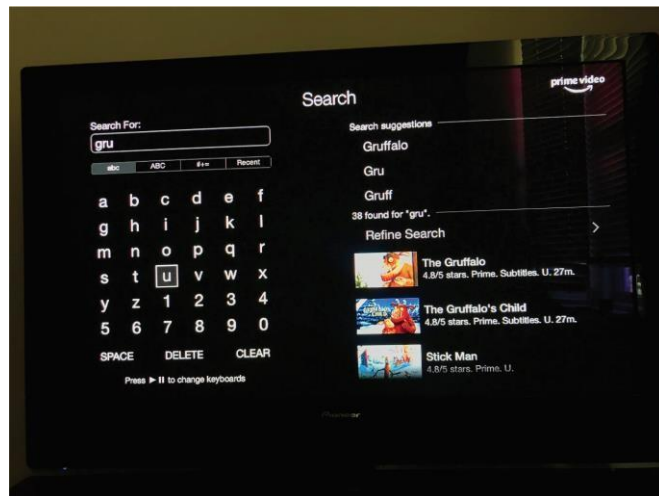 prime video
Search
Search For:
gru
abc ABC #+= Recent
a b c d e f
g h i j k l
m n o p q r
s t u v w x
y z 1 2 3 4
5 6 7 8 9 0
SPACE DELETE CLEAR
Press ►II to change keyboards
Search suggestions
Gruffalo
Gru
Gruff
38 found for "gru".
Refine Search >
The Gruffalo
4.8/5 stars. Prime. Subtitles. U. 27m.
The Gruffalo's Child
4.8/5 stars. Prime. Subtitles. U. 27m.
Stick Man
4.8/5 stars. Prime. U.